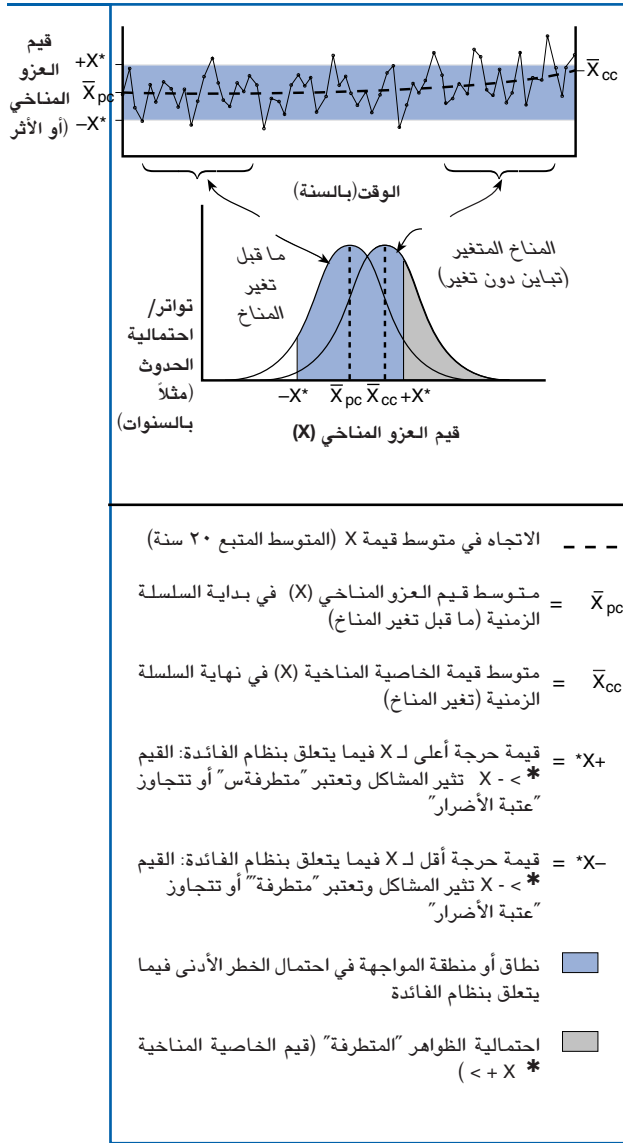 قيم
العزو
المناخي
(أو الأثر
+X*
X̄pc
–X*
X̄cc
الوقت(بالسنة)
ما قبل
تغير
المناخ
المناخ المتغير
(تباين دون تغير)
تواتر/
احتمالية
الحدوث
(مثلاً
بالسنوات)
–X* X̄pc X̄cc +X*
قيم العزو المناخي (X)
الاتجاه في متوسط قيمة X (المتوسط المتبع ٢٠ سنة)
X̄pc = متوسط قيم العزو المناخي (X) في بداية السلسلة
الزمنية (ما قبل تغير المناخ)
X̄cc = متوسط قيمة الخاصية المناخية (X) في نهاية السلسلة
الزمنية (تغير المناخ)
*X+ = قيمة حرجة أعلى لـ X فيما يتعلق بنظام الفائدة: القيم
* > - X تثير المشاكل وتعتبر "متطرفةس" أو تتجاوز
"عتبة الأضرار"
*X– = قيمة حرجة أقل لـ X فيما يتعلق بنظام الفائدة: القيم
* > - X تثير المشاكل وتعتبر "متطرفة"" أو تتجاوز
"عتبة الأضرار"
نطاق أو منطقة المواجهة في احتمال الخطر الأدنى فيما
يتعلق بنظام الفائدة
احتمالية الظواهر "المتطرفة" (قيم الخاصية المناخية
* X + > )